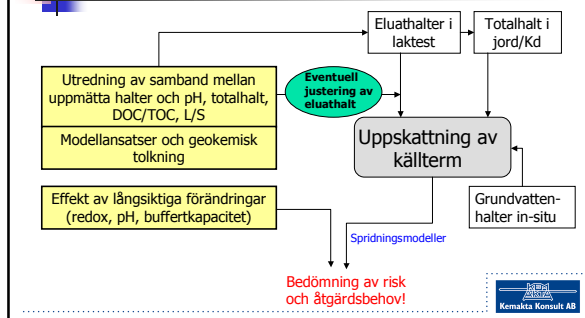 Eluathalter i
laktest
Totalhalt i
jord/Kd
Utredning av samband mellan
uppmätta halter och pH, totalhalt,
DOC/TOC, L/S
Eventuell
justering av
eluathalt
Modellansatser och geokemisk
tolkning
Uppskattning av
källterm
Effekt av långsiktiga förändringar
(redox, pH, buffertkapacitet)
Grundvatten-
halter in-situ
Spridningsmodeller
Bedömning av risk
och åtgärdsbehov!
KEM
AKTA
Kemakta Konsult AB